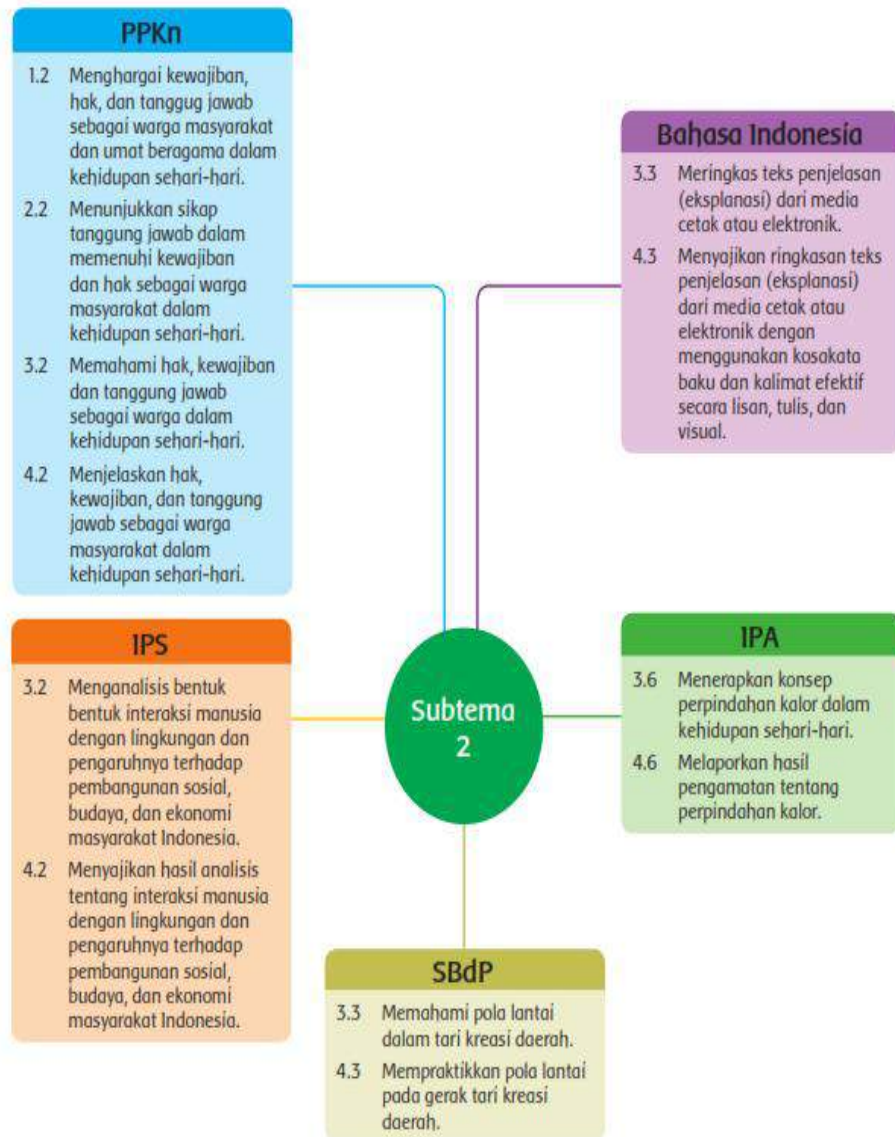 PPKn
1.2 Menghargai kewajiban,
hak, dan tanggug jawab
sebagai warga masyarakat
dan umat beragama dalam
kehidupan sehari-hari.
2.2 Menunjukkan sikap
tanggung jawab dalam
memenuhi kewajiban
dan hak sebagai warga
masyarakat dalam
kehidupan sehari-hari.
3.2 Memahami hak, kewajiban
dan tanggung jawab
sebagai warga dalam
kehidupan sehari-hari.
4.2 Menjelaskan hak,
kewajiban, dan tanggung
jawab sebagai warga
masyarakat dalam
kehidupan sehari-hari.
Bahasa Indonesia
3.3 Meringkas teks penjelasan
(eksplanasi) dari media
cetak atau elektronik.
4.3 Menyajikan ringkasan teks
penjelasan (eksplanasi)
dari media cetak atau
elektronik dengan
menggunakan kosakata
baku dan kalimat efektif
secara lisan, tulis, dan
visual.
IPS
3.2 Menganalisis bentuk
bentuk interaksi manusia
dengan lingkungan dan
pengaruhnya terhadap
pembangunan sosial,
budaya, dan ekonomi
masyarakat Indonesia.
4.2 Menyajikan hasil analisis
tentang interaksi manusia
dengan lingkungan dan
pengaruhnya terhadap
pembangunan sosial,
budaya, dan ekonomi
masyarakat Indonesia.
Subtema
2
IPA
3.6 Menerapkan konsep
perpindahan kalor dalam
kehidupan sehari-hari.
4.6 Melaporkan hasil
pengamatan tentang
perpindahan kalor.
SBdP
3.3 Memahami pola lantai
dalam tari kreasi daerah.
4.3 Mempraktikkan pola lantai
pada gerak tari kreasi
daerah.